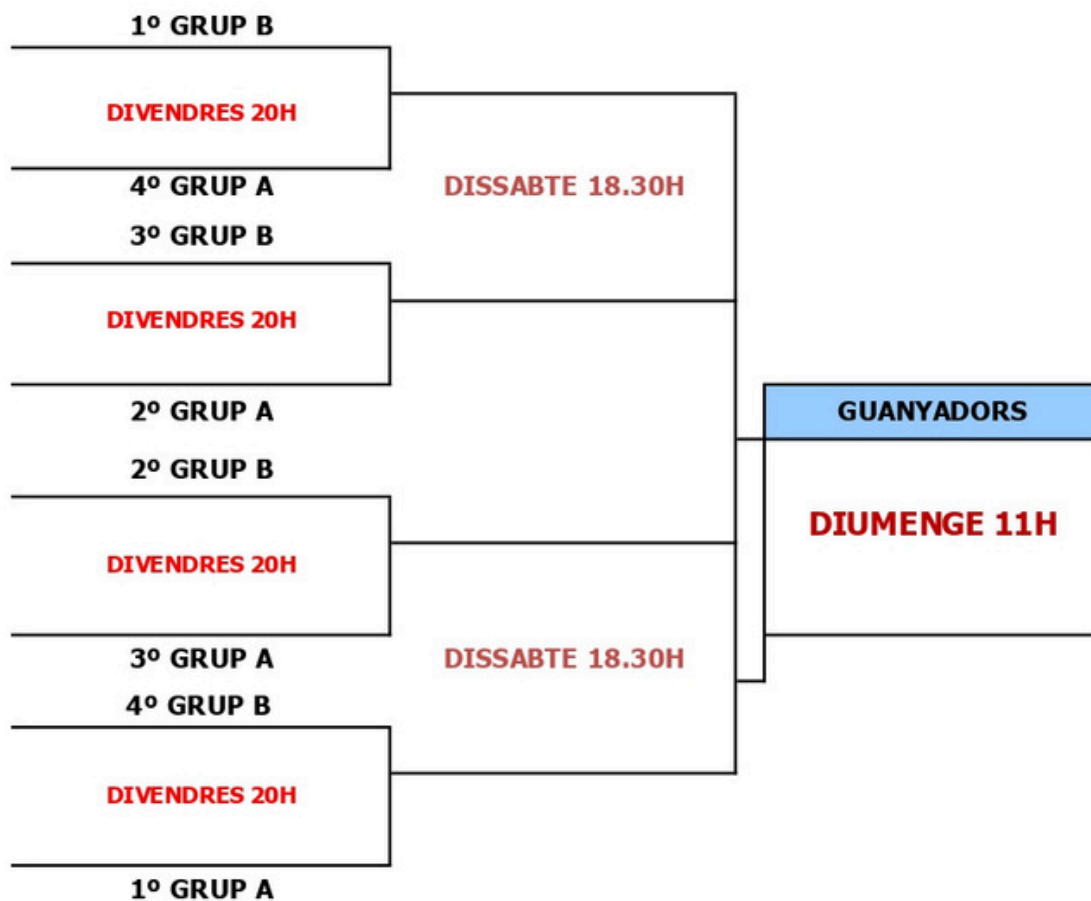 1º GRUP B
DIVENDRES 20H
4º GRUP A
DISSABTE 18.30H
3º GRUP B
DIVENDRES 20H
2º GRUP A
GUANYADORS
2º GRUP B
DIUMENGE 11H
DIVENDRES 20H
3º GRUP A
DISSABTE 18.30H
4º GRUP B
DIVENDRES 20H
1º GRUP A